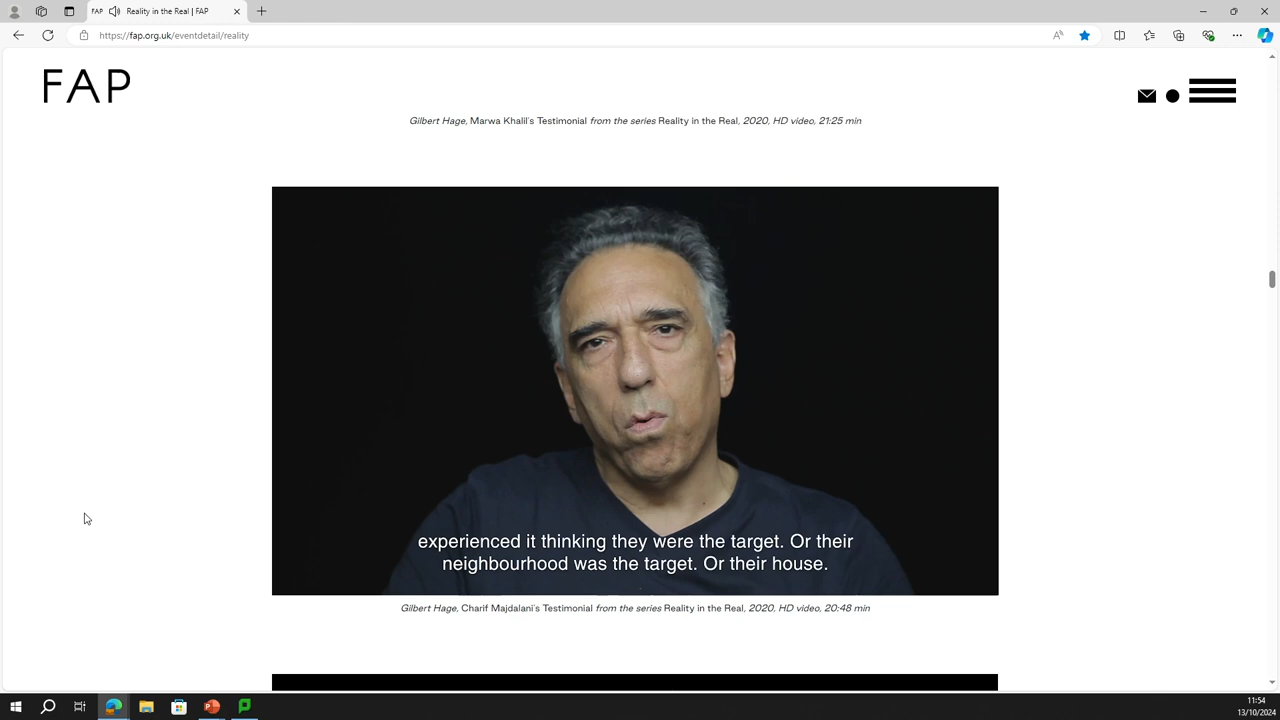 Reality in the Real | FAP
https://fap.org.uk/eventdetail/reality
FAP
Gilbert Hage, Marwa Khalil's Testimonial from the series Reality in the Real, 2020, HD video, 21:25 min
experienced it thinking they were the target. Or their
neighbourhood was the target. Or their house.
Gilbert Hage, Charif Majdalani's Testimonial from the series Reality in the Real, 2020, HD video, 20:48 min
11:54
13/10/2024